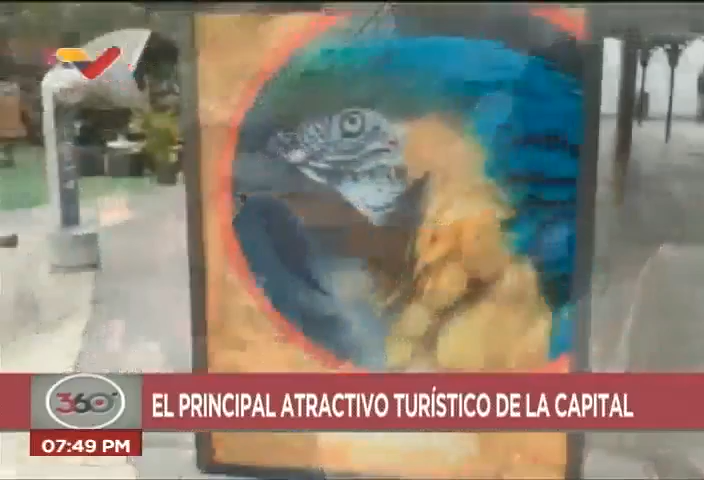 360°
EL PRINCIPAL ATRACTIVO TURÍSTICO DE LA CAPITAL
07:49 PM